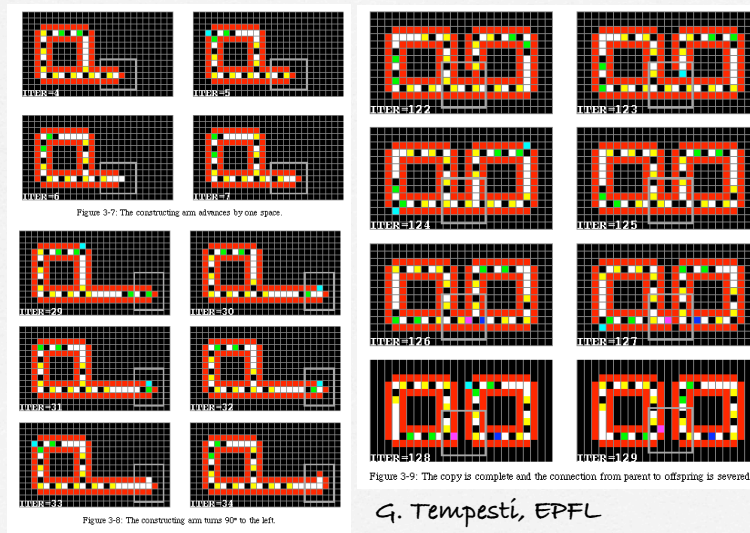 ITER=4
ITER=5
ITER=6
ITER=7
Figure 3-7: The constructing arm advances by one space.
ITER=29
ITER=30
ITER=31
ITER=32
ITER=33
ITER=34
Figure 3-8: The constructing arm turns 90° to the left.
ITER=122
ITER=123
ITER=124
ITER=125
ITER=126
ITER=127
ITER=128
ITER=129
Figure 3-9: The copy is complete and the connection from parent to offspring is severed
G. Tempesti, EPFL